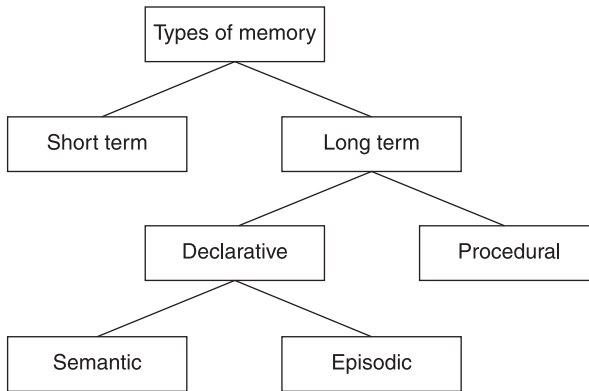 Types of memory
Short term
Long term
Declarative
Procedural
Semantic
Episodic